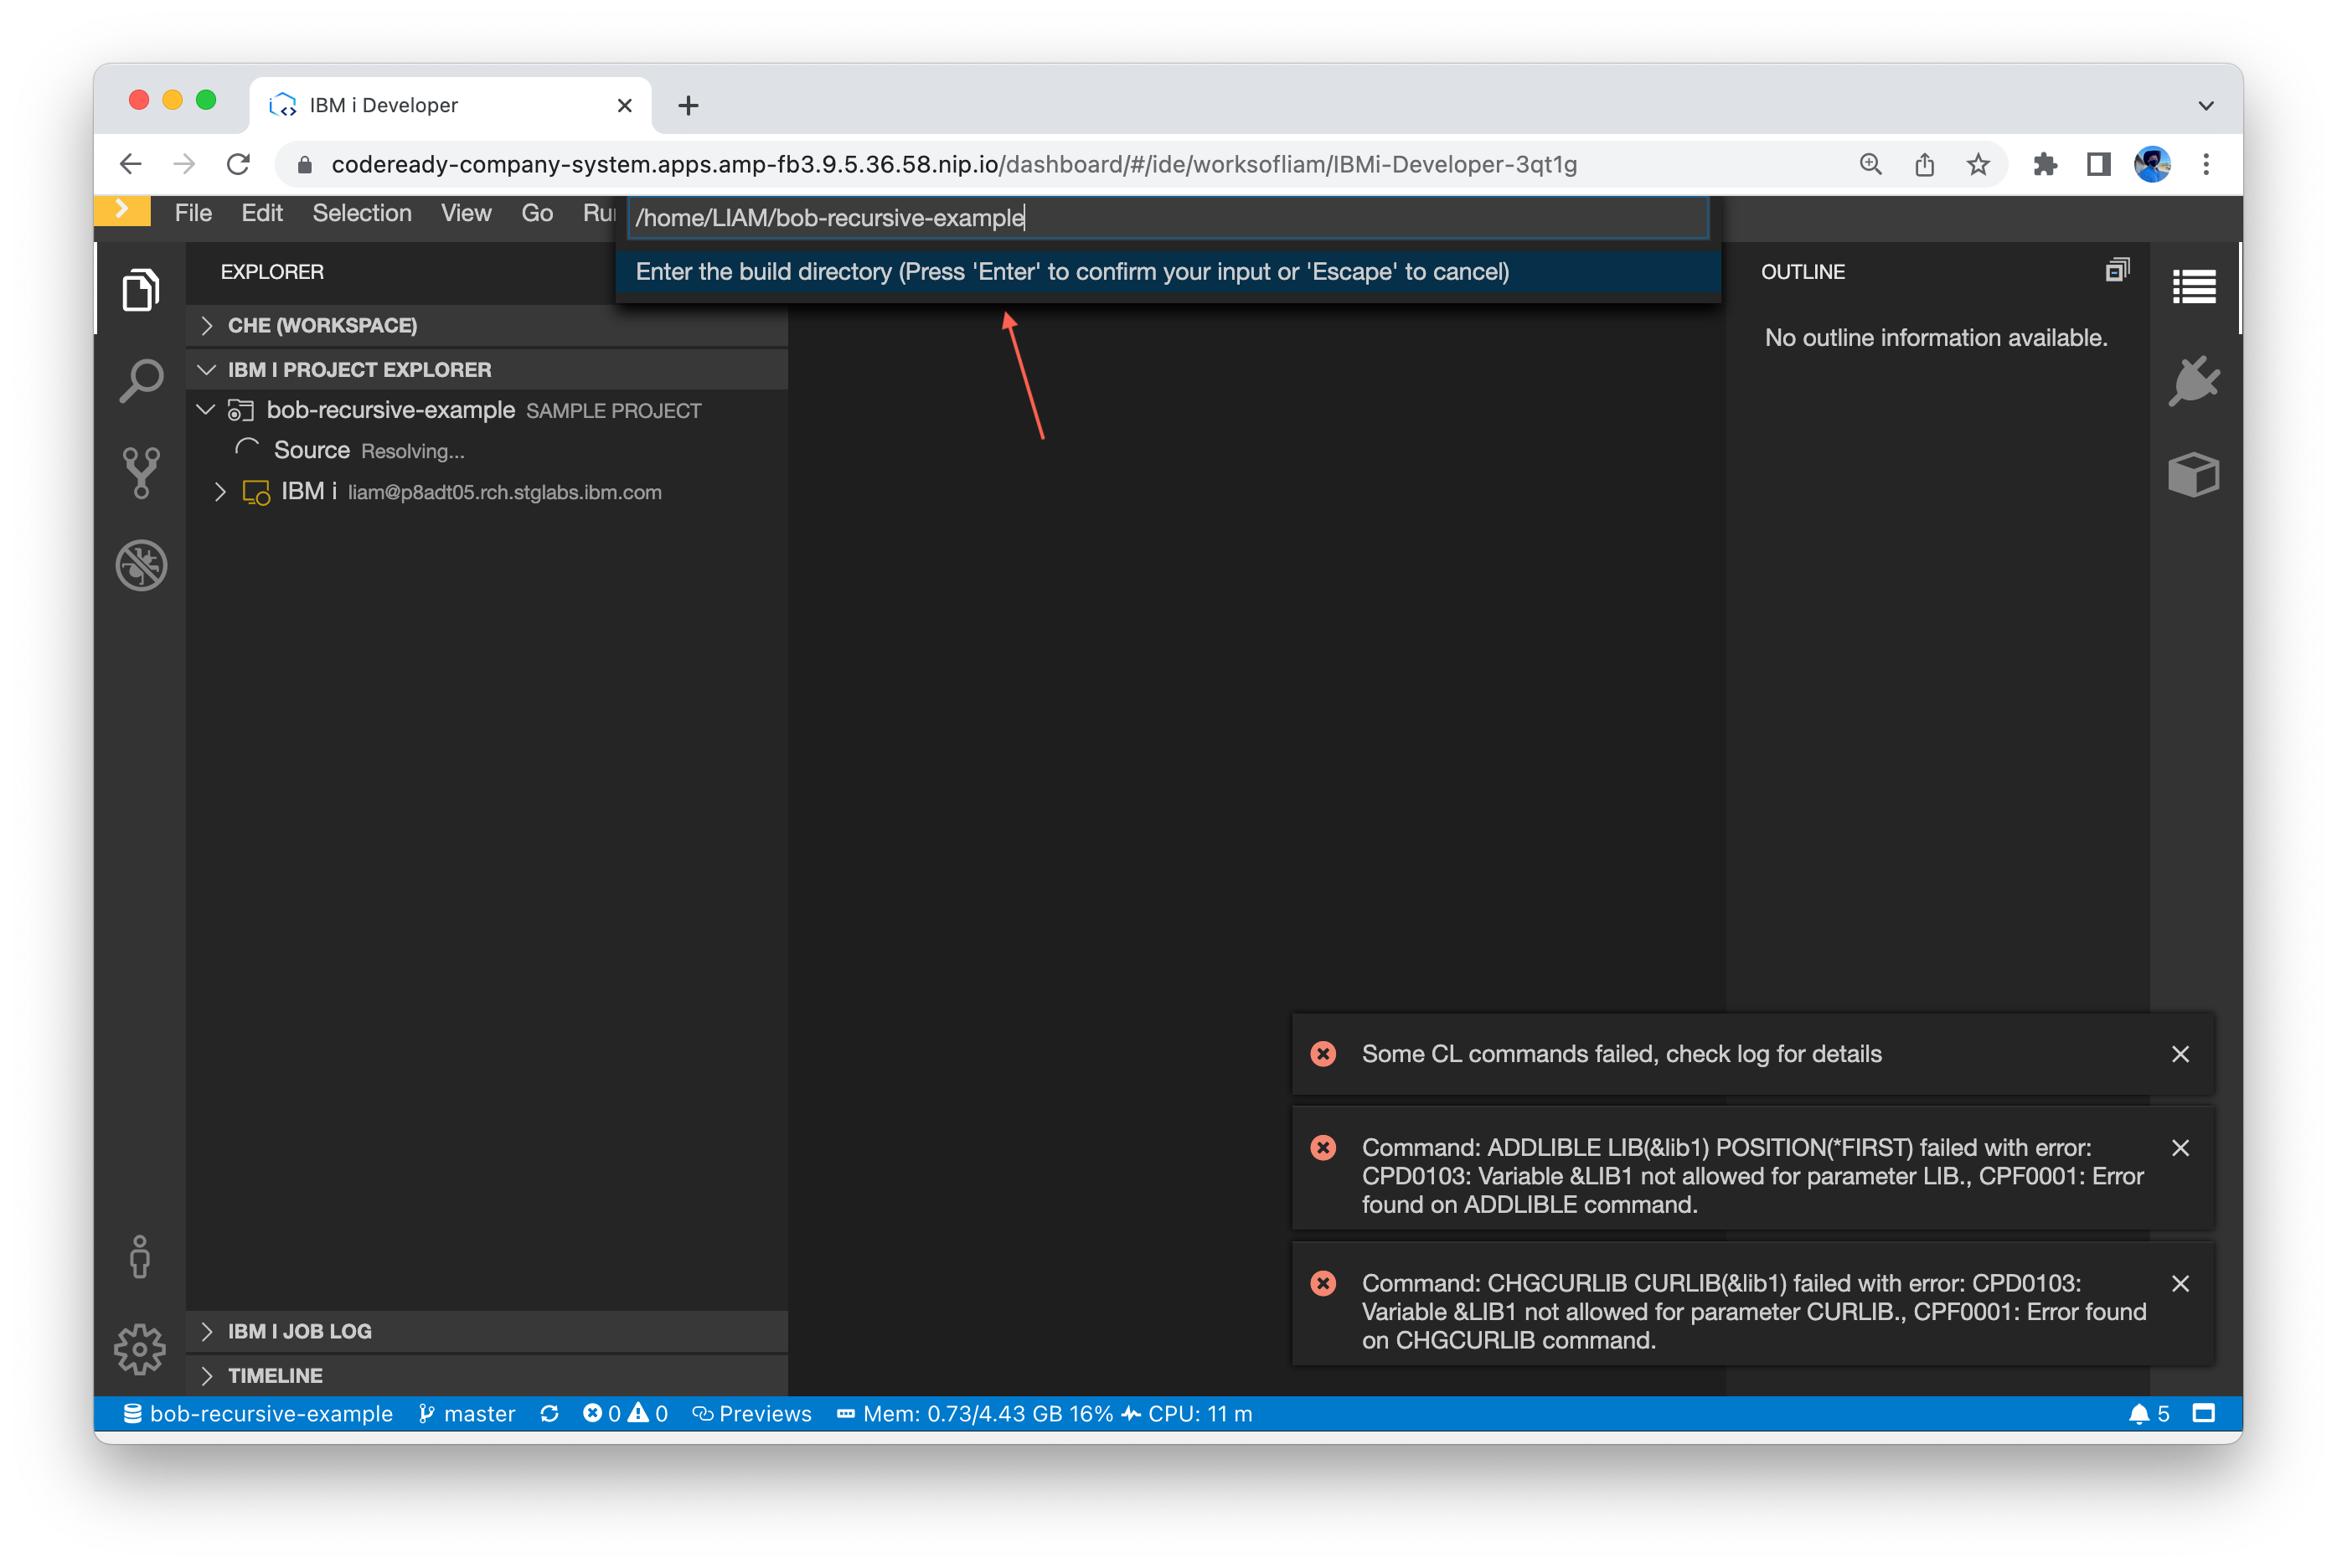 IBM i Developer
codeready-company-system.apps.amp-fb3.9.5.36.58.nip.io/dashboard/#/ide/worksofliam/IBMi-Developer-3qt1g
File Edit Selection View Go
/home/LIAM/bob-recursive-example
Enter the build directory (Press 'Enter' to confirm your input or 'Escape' to cancel)
EXPLORER
CHE (WORKSPACE)
IBM I PROJECT EXPLORER
bob-recursive-example SAMPLE PROJECT
Source Resolving...
IBM i liam@p8adt05.rch.stglabs.ibm.com
OUTLINE
No outline information available.
Some CL commands failed, check log for details
Command: ADDLIBLE LIB(&lib1) POSITION(*FIRST) failed with error:
CPD0103: Variable &LIB1 not allowed for parameter LIB., CPF0001: Error
found on ADDLIBLE command.
Command: CHGCURLIB CURLIB(&lib1) failed with error: CPD0103:
Variable &LIB1 not allowed for parameter CURLIB., CPF0001: Error found
on CHGCURLIB command.
IBM I JOB LOG
TIMELINE
bob-recursive-example master 0 0 Previews Mem: 0.73/4.43 GB 16% CPU: 11 m 5